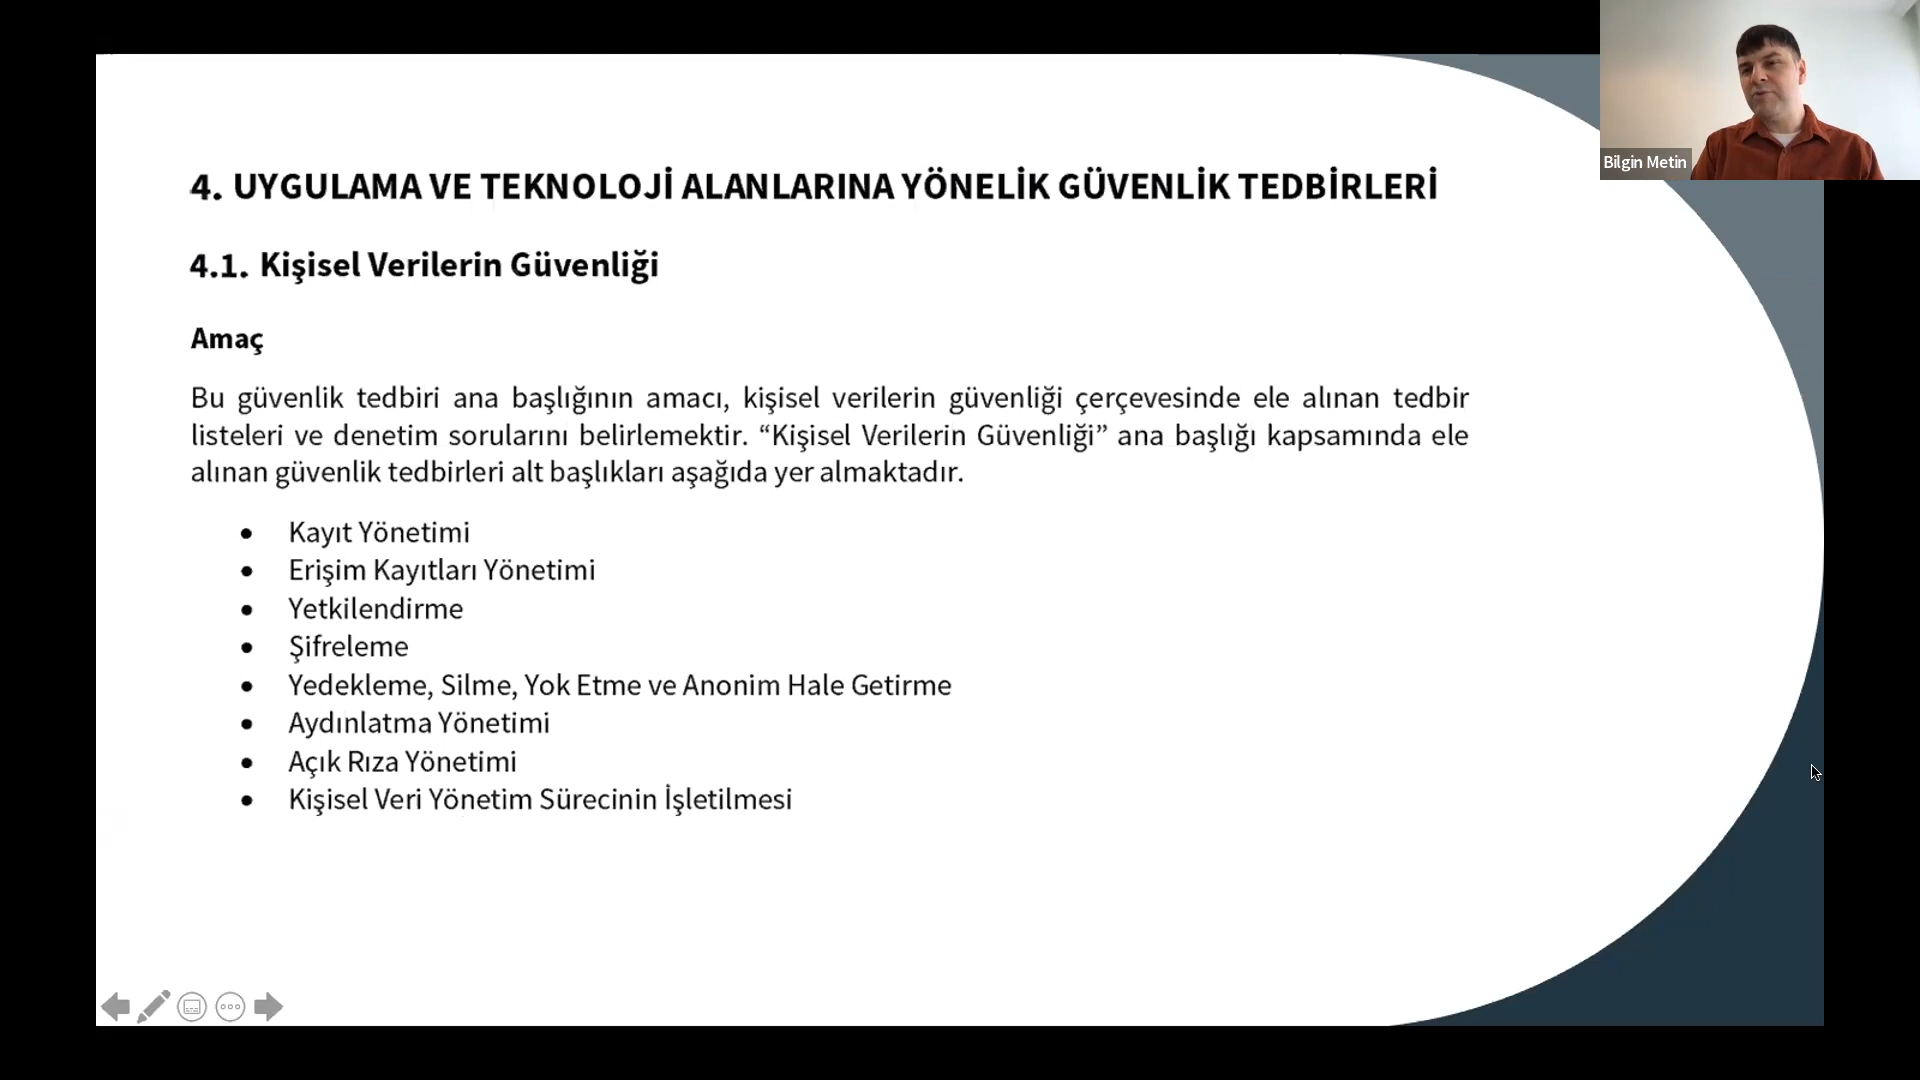 Bilgin Metin
4. UYGULAMA VE TEKNOLOJİ ALANLARINA YÖNELİK GÜVENLİK TEDBİRLERİ
4.1. Kişisel Verilerin Güvenliği
Amaç
Bu güvenlik tedbiri ana başlığının amacı, kişisel verilerin güvenliği çerçevesinde ele alınan tedbir
listeleri ve denetim sorularını belirlemektir. “Kişisel Verilerin Güvenliği” ana başlığı kapsamında ele
alınan güvenlik tedbirleri alt başlıkları aşağıda yer almaktadır.
• Kayıt Yönetimi
• Erişim Kayıtları Yönetimi
• Yetkilendirme
• Şifreleme
• Yedekleme, Silme, Yok Etme ve Anonim Hale Getirme
• Aydınlatma Yönetimi
• Açık Rıza Yönetimi
• Kişisel Veri Yönetim Sürecinin İşletilmesi